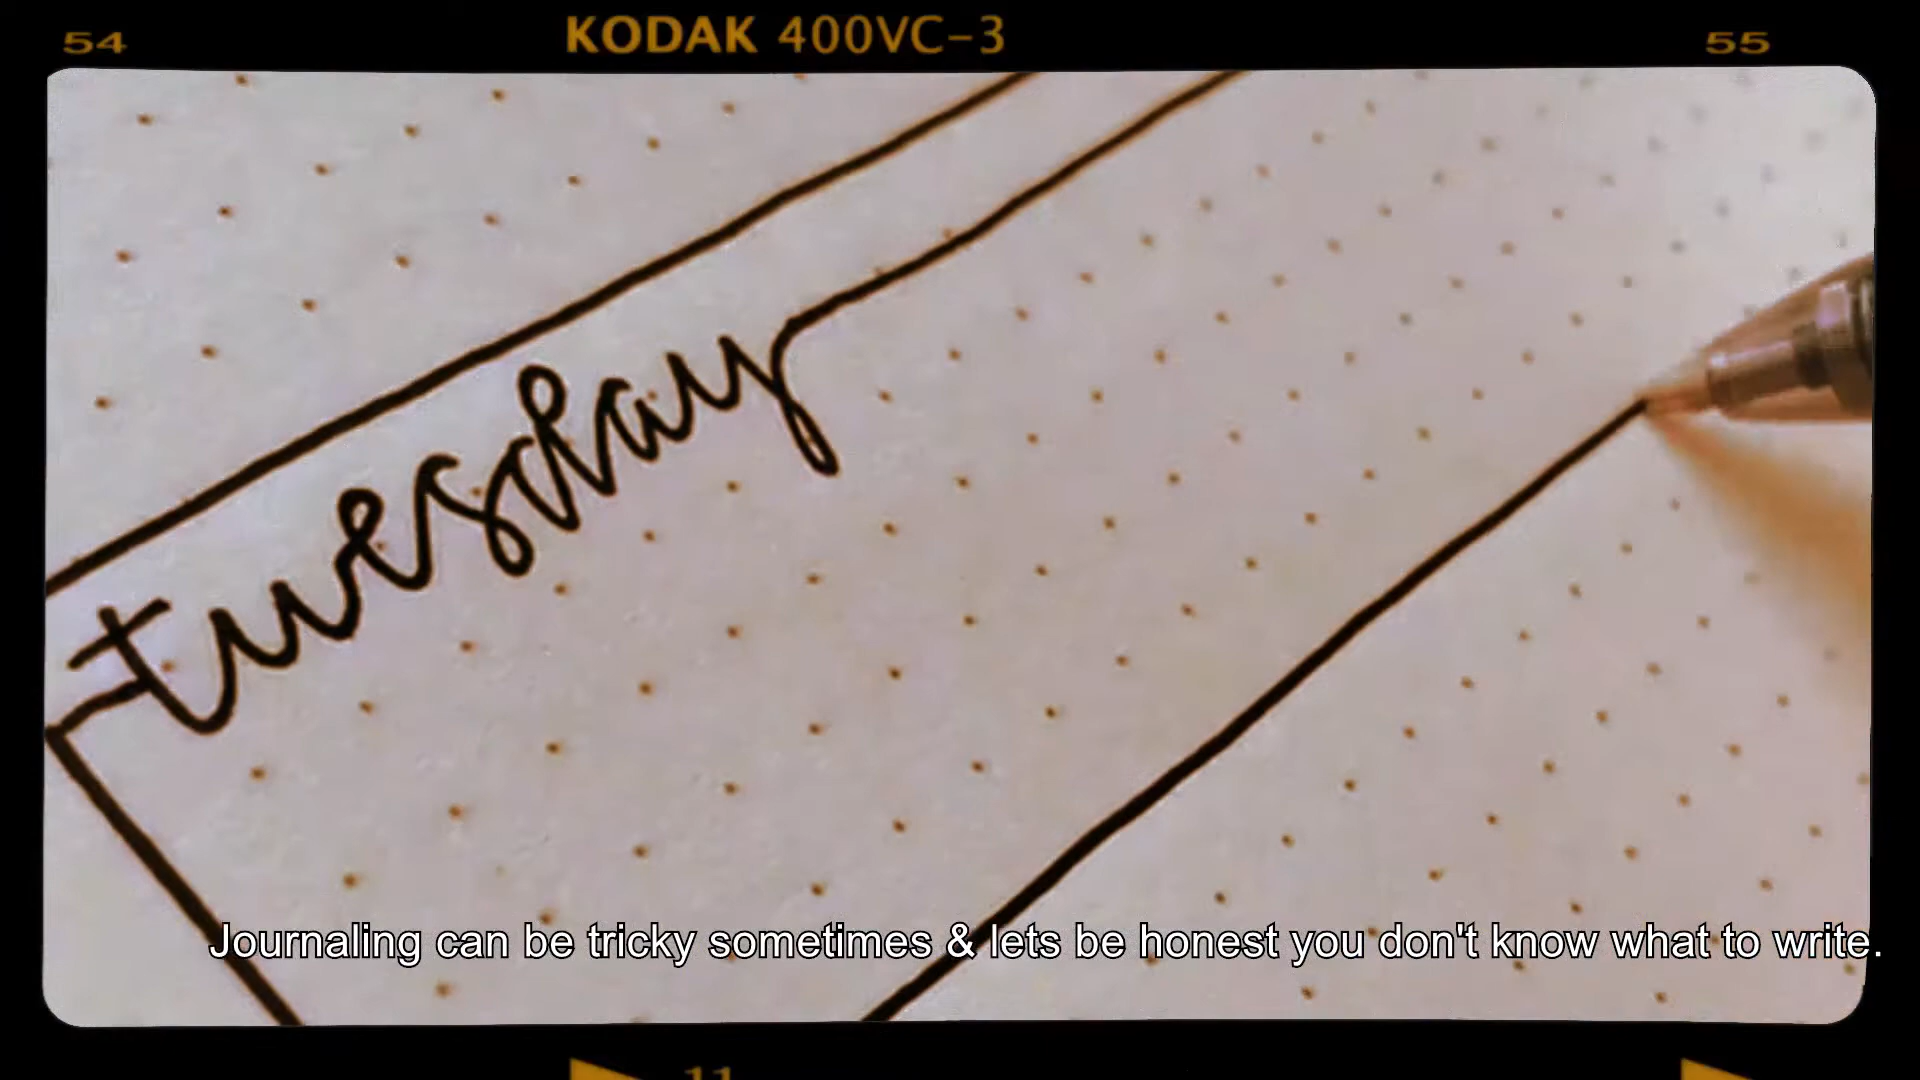 54 KODAK 400VC-3 55
tuesday
Journaling can be tricky sometimes & lets be honest you don't know what to write.
11